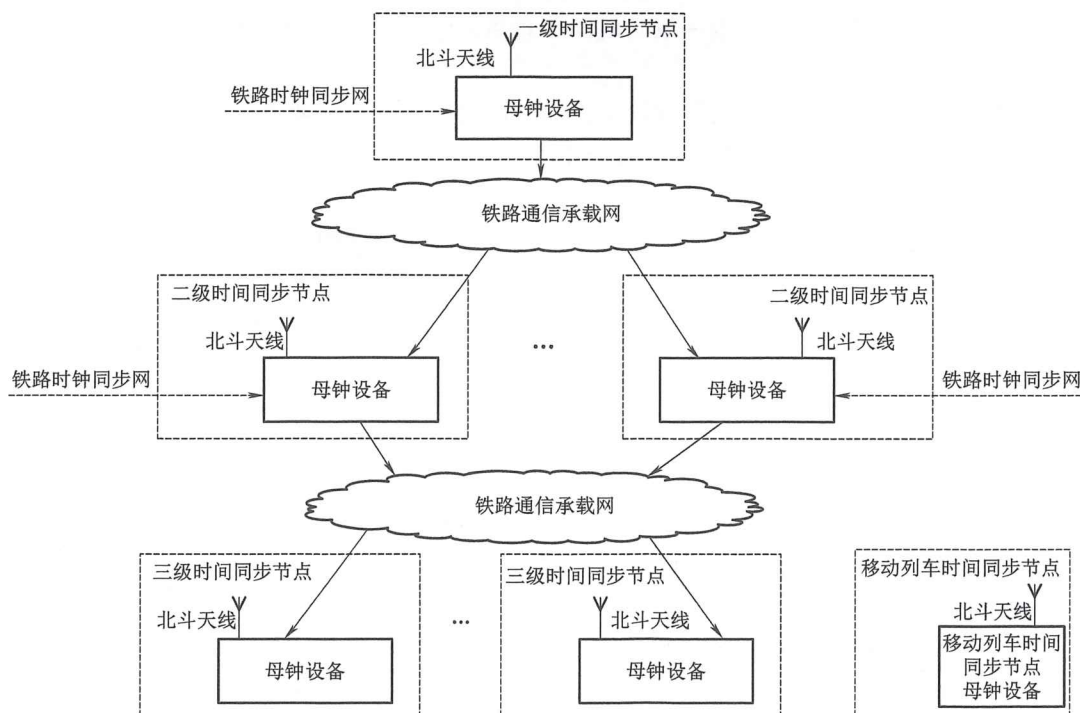 一级时间同步节点
北斗天线
铁路时钟同步网
母钟设备
铁路通信承载网
二级时间同步节点
二级时间同步节点
北斗天线
北斗天线
...
铁路时钟同步网
母钟设备
母钟设备
铁路时钟同步网
铁路通信承载网
三级时间同步节点
三级时间同步节点
移动列车时间同步节点
北斗天线
...
北斗天线
北斗天线
母钟设备
母钟设备
移动列车时间
同步节点
母钟设备